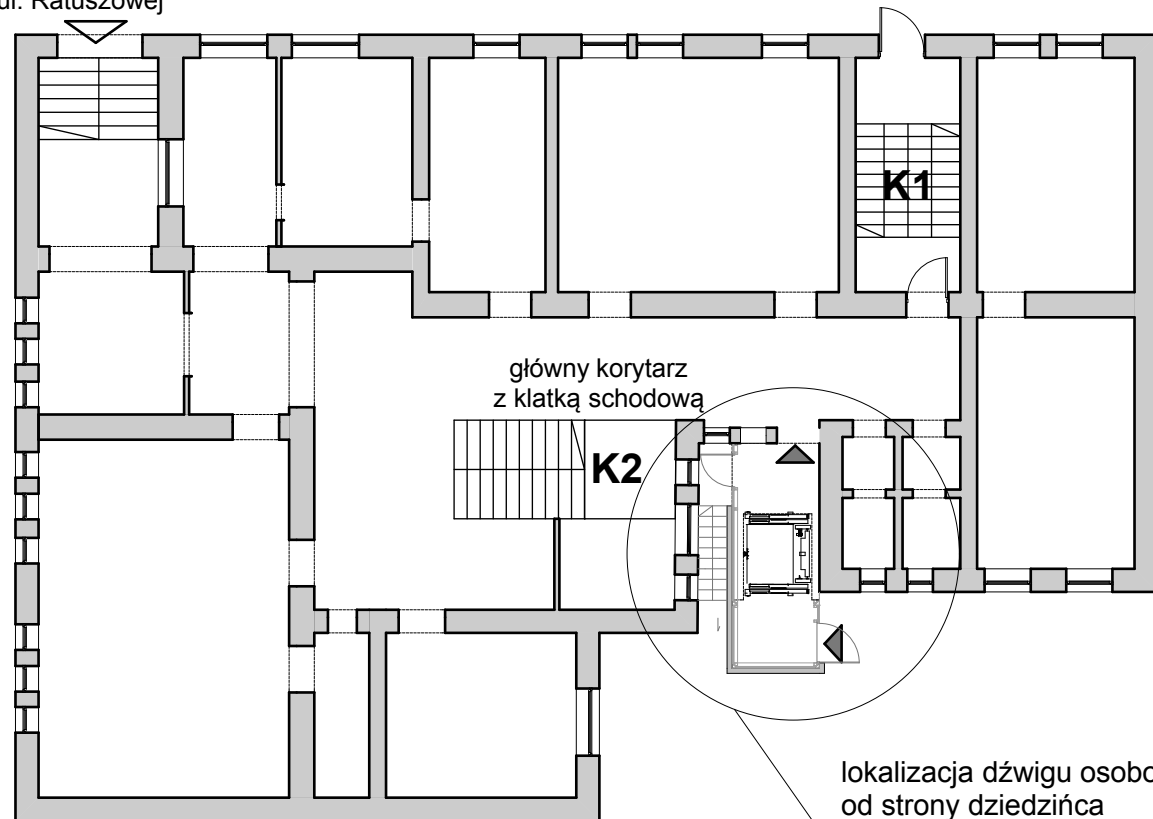 ul. Ratuszowej
K1
główny korytarz
z klatką schodową
K2
lokalizacja dźwigu osobo
od strony dziedzińca